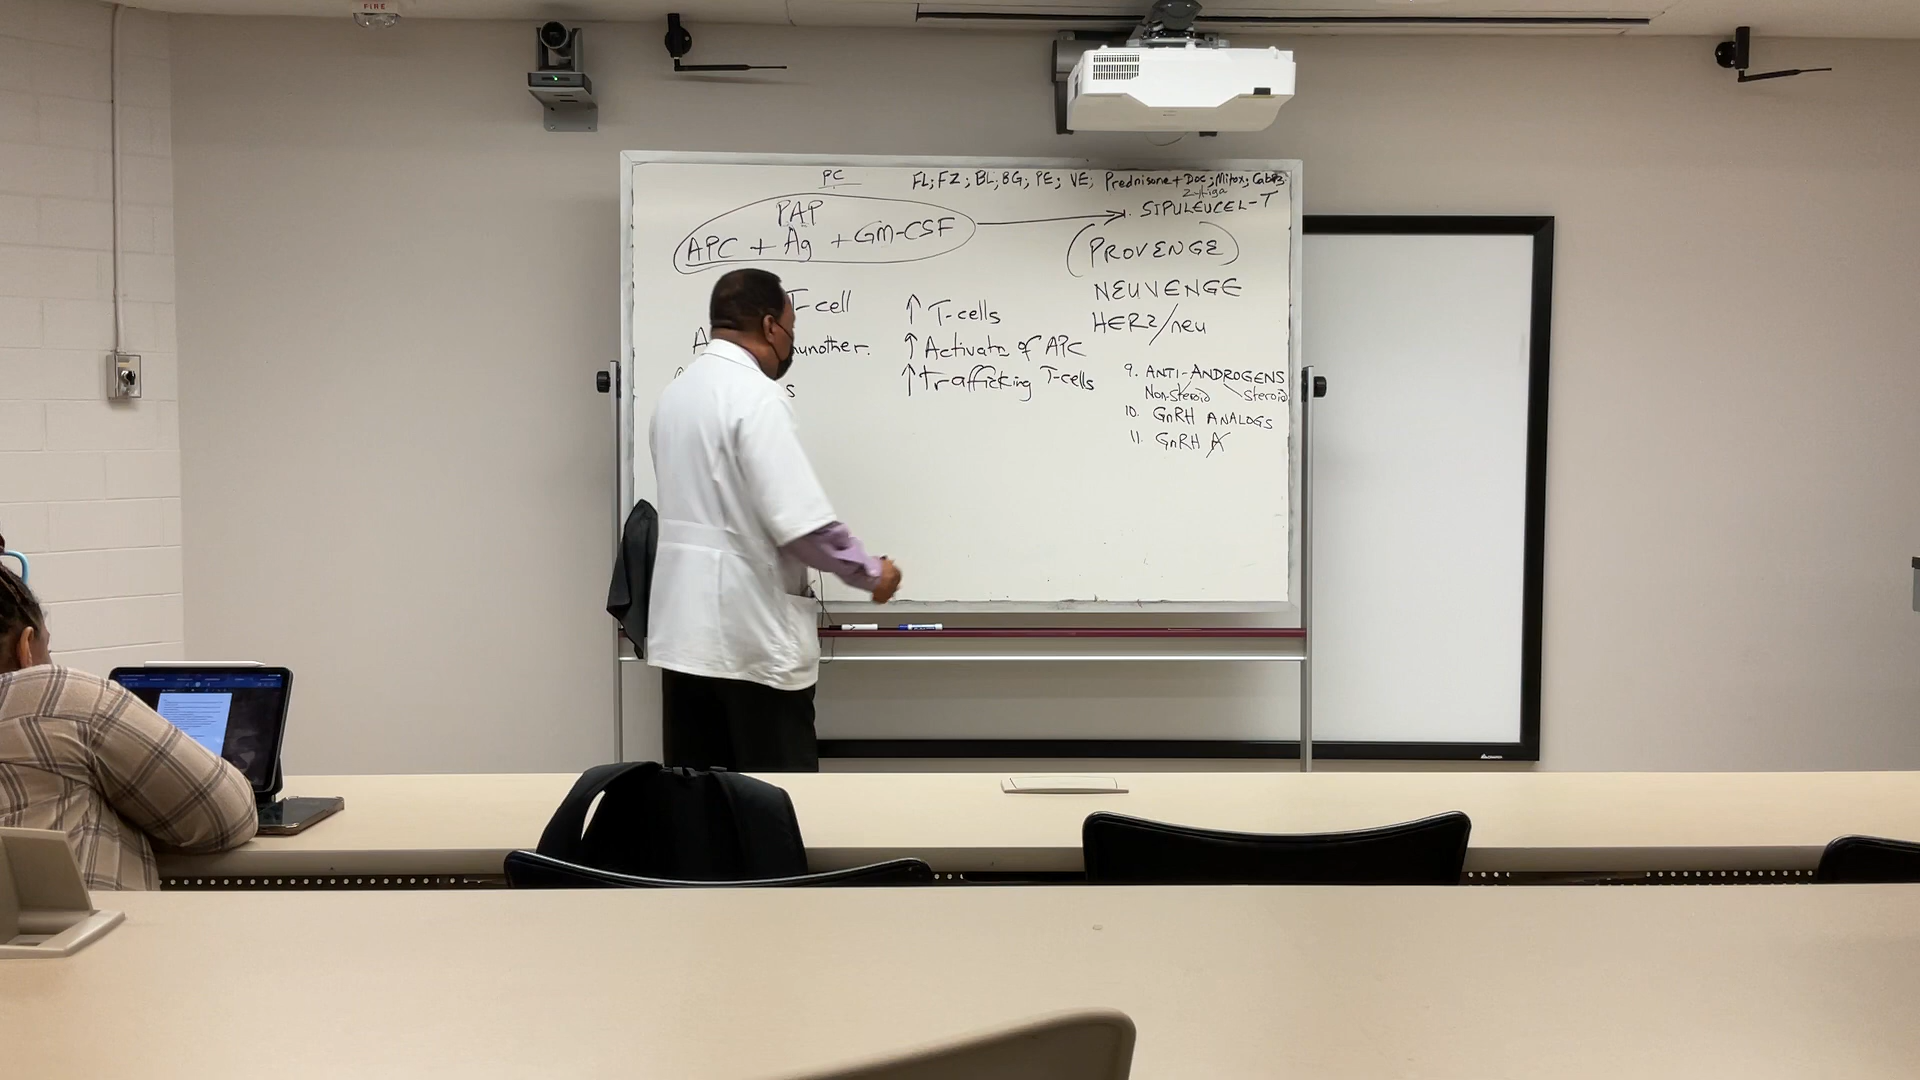 FIRE
PC
FL; FZ; BL; BG; PE; VE; Prednisone + Doc; Mitox; Cabaz
Zytiga
SIPULEUCEL-T
PAP
APC + Ag + GM-CSF
(PROVENGE)
NEUVENGE
HER2/neu
T-cell
↑ T-cells
↑ Activatn of APC
↑ Trafficking T-cells
9. ANTI-ANDROGENS
Non-Steroid Steroid
10. GnRH ANALOGS
11. GnRH A